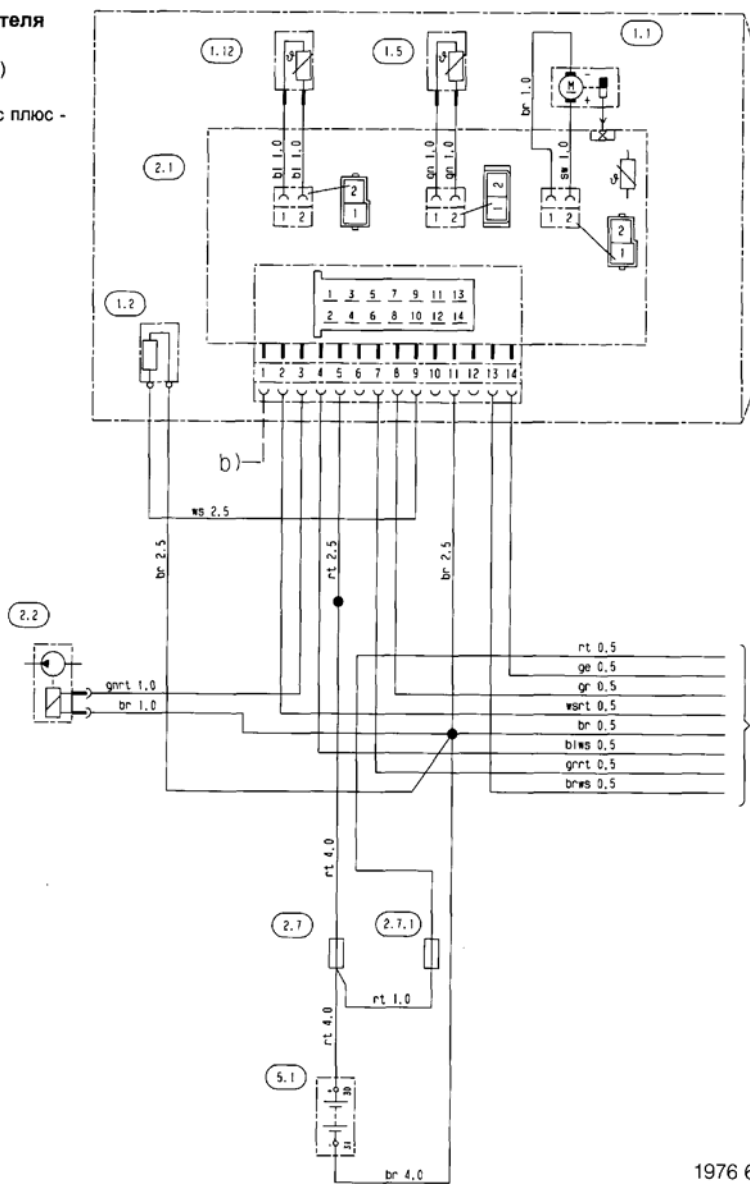 теля
)
с плюс -
1.12
1.5
1.1
2.1
br 1.0
M
- +
bl 1.0
bl 1.0
gn 1.0
gn 1.0
sw 1.0
1 2
2
1
1 2
2
1
1 2
2
1
1.2
1 3 5 7 9 11 13
2 4 6 8 10 12 14
1 2 3 4 5 6 7 8 9 10 11 12 13 14
b)
ws 2.5
br 2.5
rt 2.5
br 2.5
2.2
gnrt 1.0
br 1.0
rt 0.5
ge 0.5
gr 0.5
wsrt 0.5
br 0.5
blws 0.5
grrt 0.5
brws 0.5
rt 4.0
2.7
2.7.1
rt 1.0
rt 4.0
5.1
+ 30
- 31
br 4.0
1976 6